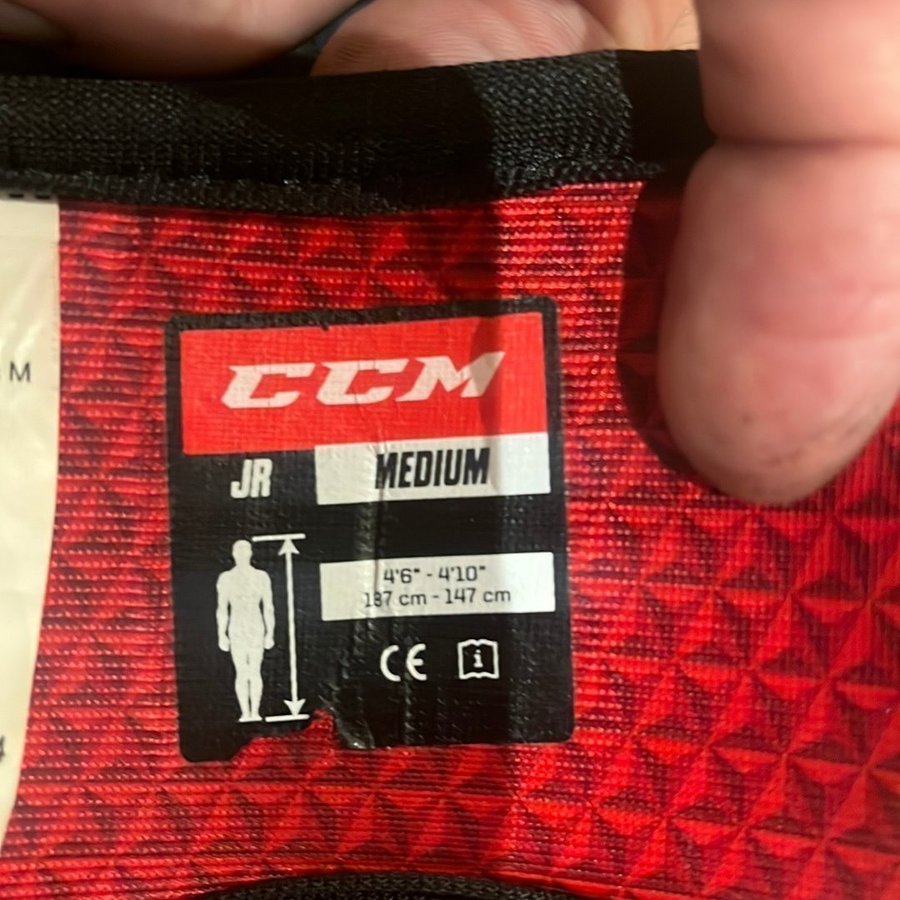 M
CCM
JR
MEDIUM
4'6" - 4'10"
137 cm - 147 cm
CE
i